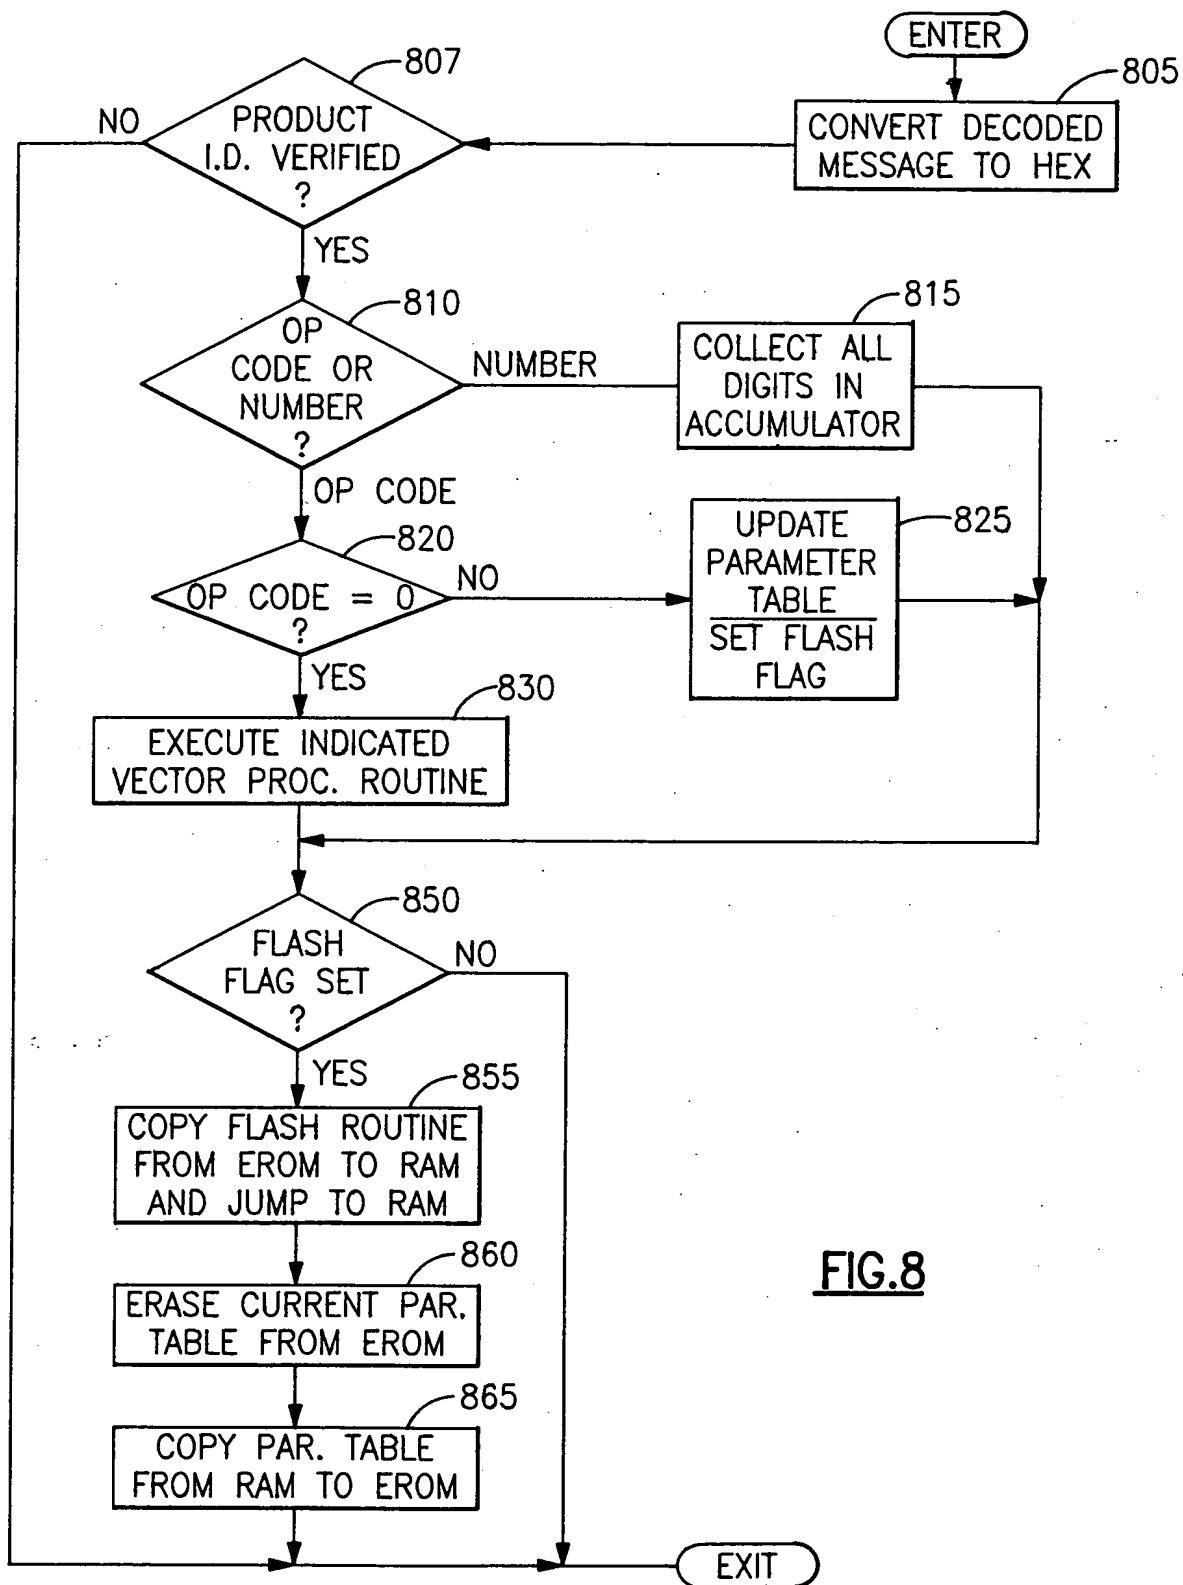 ENTER
805
CONVERT DECODED
MESSAGE TO HEX
807
PRODUCT
I.D. VERIFIED
?
NO
YES
810
OP
CODE OR
NUMBER
?
NUMBER
815
COLLECT ALL
DIGITS IN
ACCUMULATOR
OP CODE
820
OP CODE = 0
?
NO
825
UPDATE
PARAMETER
TABLE
SET FLASH
FLAG
YES
830
EXECUTE INDICATED
VECTOR PROC. ROUTINE
850
FLASH
FLAG SET
?
NO
YES
855
COPY FLASH ROUTINE
FROM EROM TO RAM
AND JUMP TO RAM
860
ERASE CURRENT PAR.
TABLE FROM EROM
865
COPY PAR. TABLE
FROM RAM TO EROM
EXIT
FIG.8